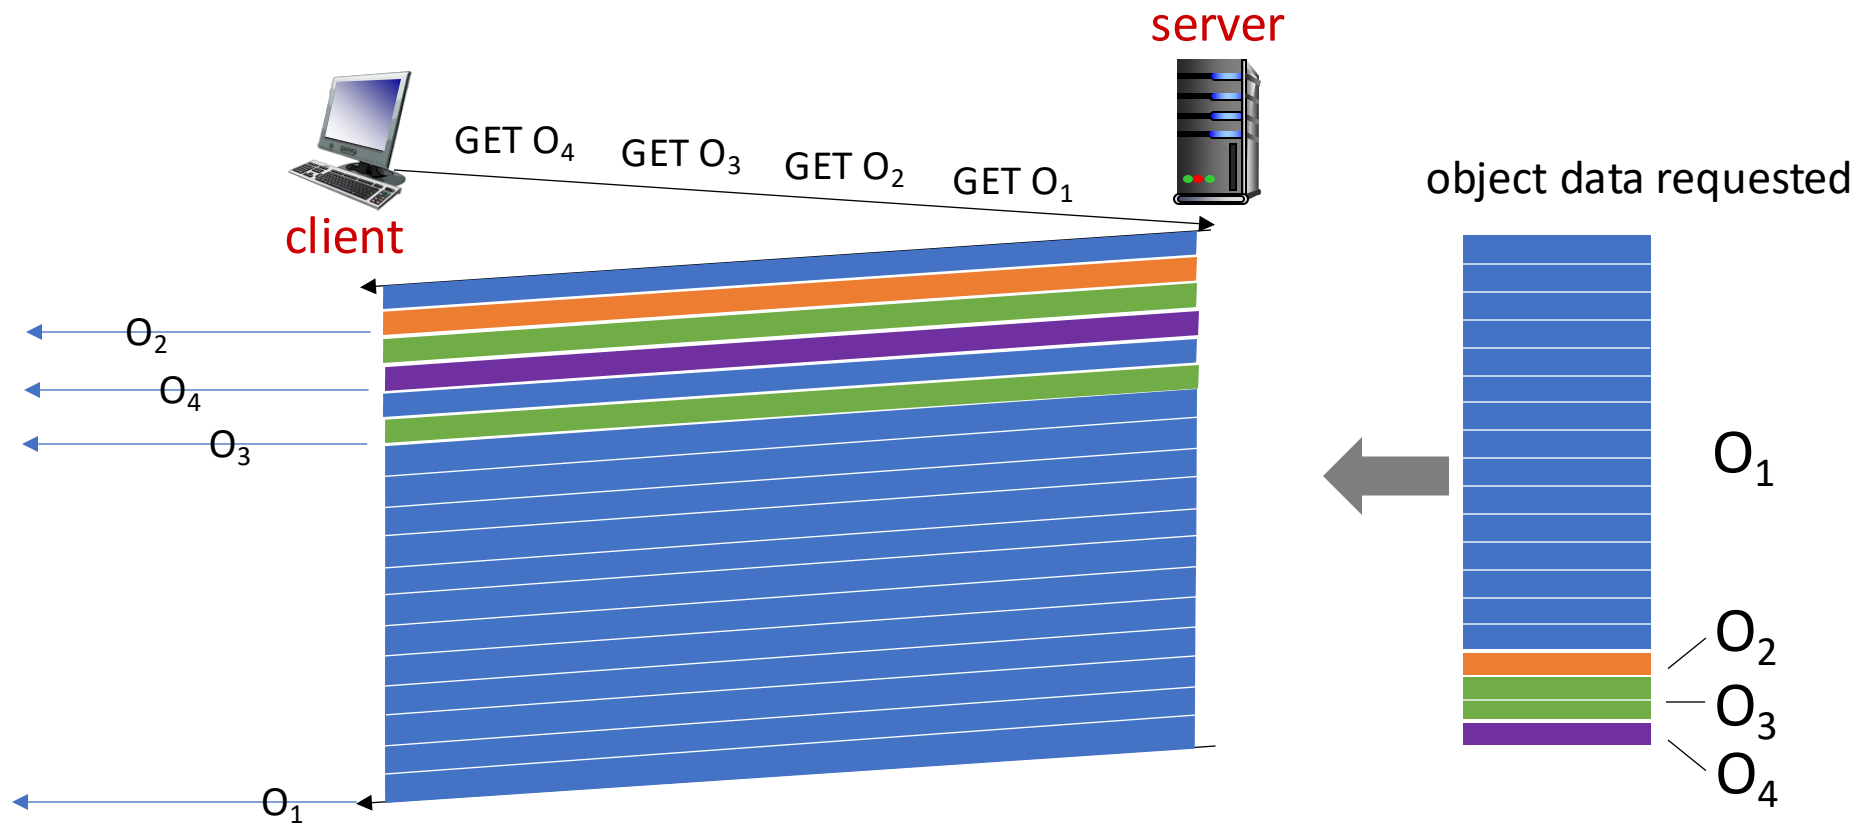 server
GET O₄
GET O₃
GET O₂
GET O₁
object data requested
client
O₂
O₄
O₃
O₁
O₁
O₂
O₃
O₄